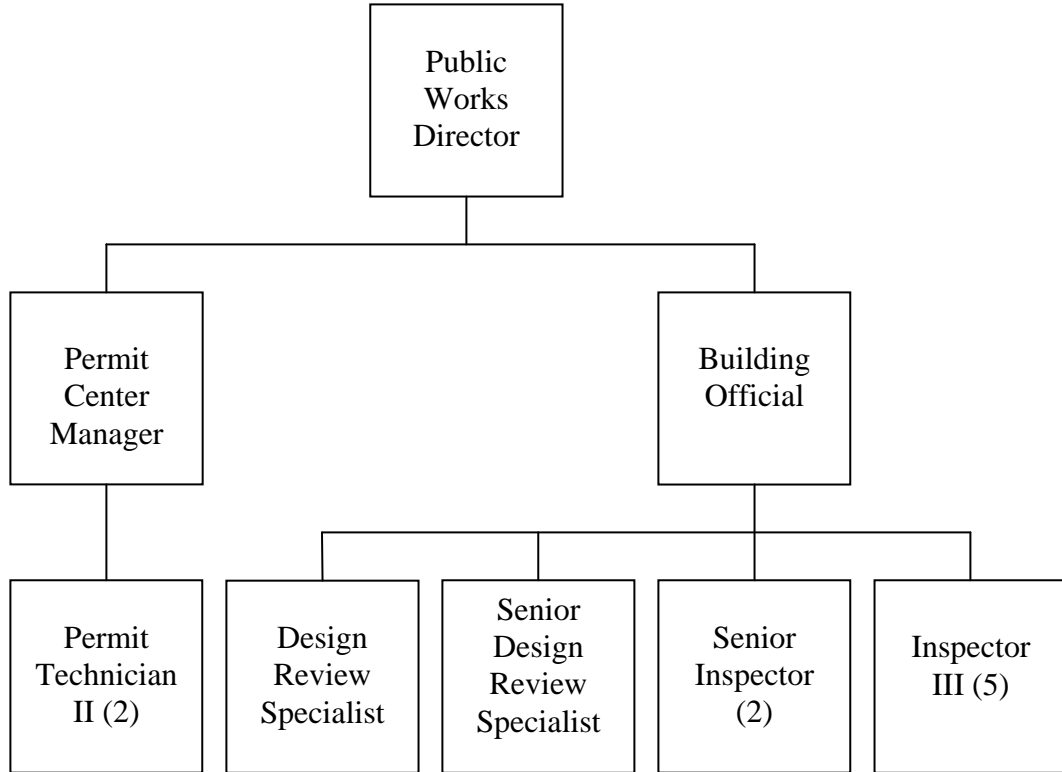 Public
Works
Director
Permit
Center
Manager
Building
Official
Permit
Technician
II (2)
Design
Review
Specialist
Senior
Design
Review
Specialist
Senior
Inspector
(2)
Inspector
III (5)